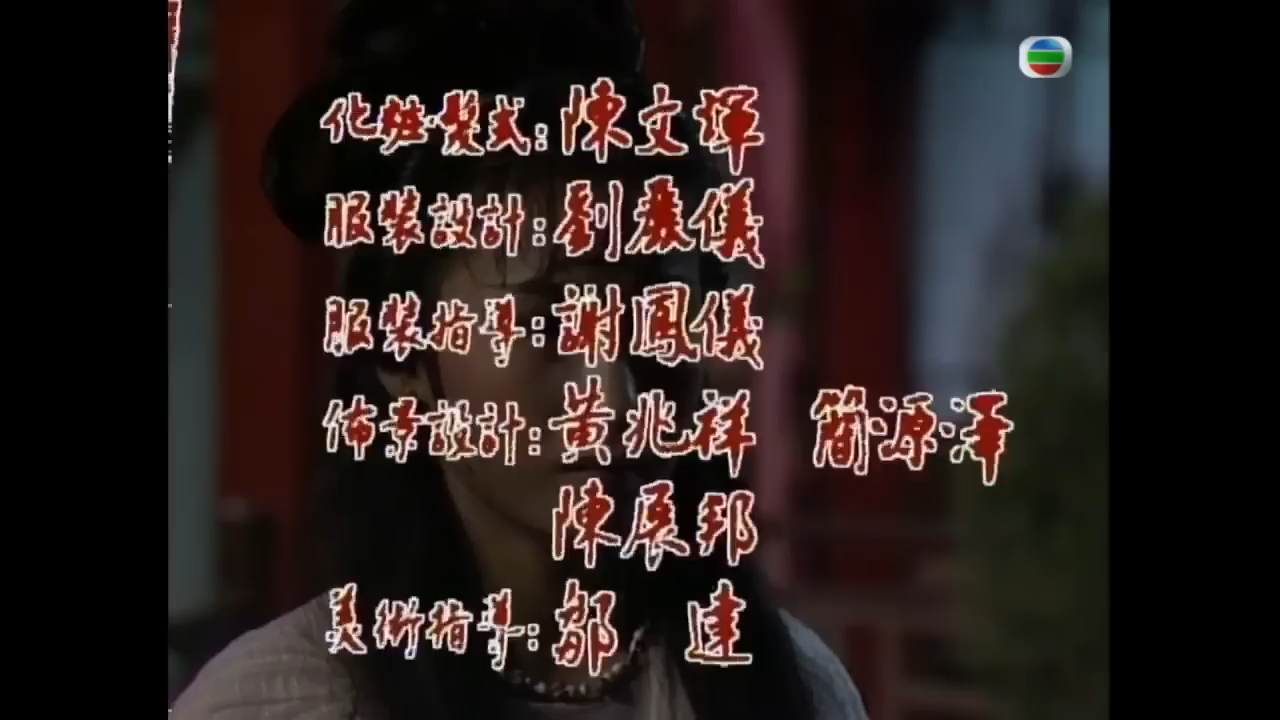 化粧·髮式:陳文輝
服裝設計:劉彝儀
服裝指導:謝鳳儀
佈景設計:黃兆祥 簡源澤
陳展邦
美術指導:鄒 建